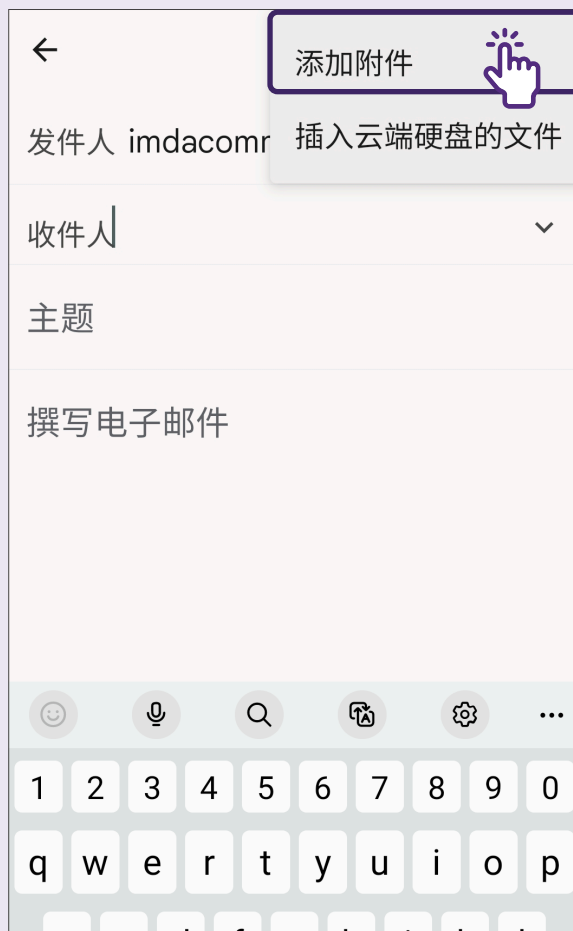 添加附件
发件人 imdacomm
插入云端硬盘的文件
收件人
主题
撰写电子邮件
1 2 3 4 5 6 7 8 9 0
q w e r t y u i o p